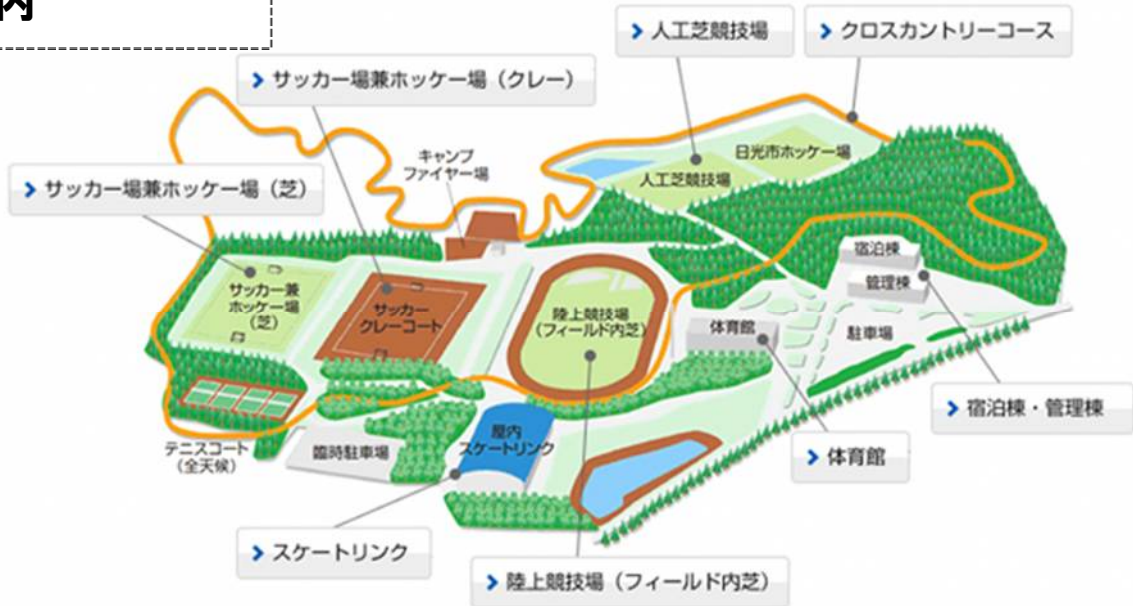 内
人工芝競技場
クロスカントリーコース
サッカー場兼ホッケー場（クレー）
キャンプ
ファイヤー場
日光市ホッケー場
人工芝競技場
サッカー場兼ホッケー場（芝）
宿泊棟
管理棟
サッカー兼
ホッケー場
（芝）
サッカー
クレーコート
陸上競技場
（フィールド内芝）
体育館
駐車場
宿泊棟・管理棟
テニスコート
（全天候）
臨時駐車場
屋内
スケートリンク
体育館
スケートリンク
陸上競技場（フィールド内芝）